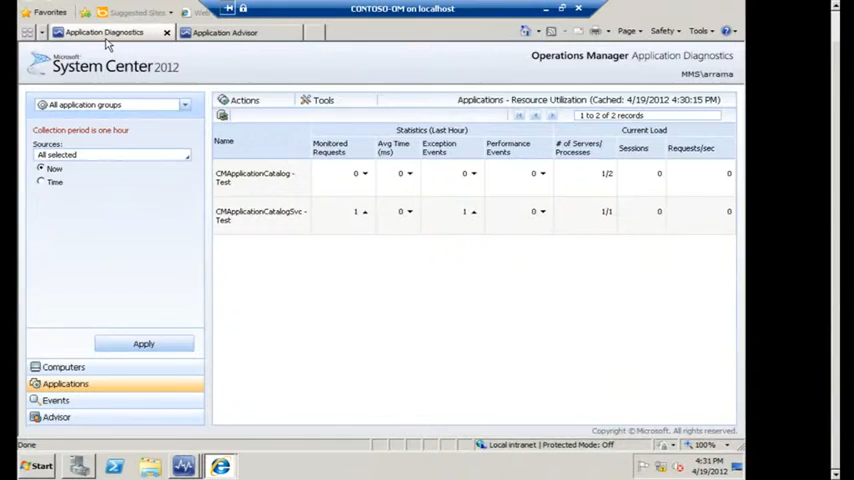 Favorites
Suggested Sites
CONTOSO-OM on localhost
Application Diagnostics
Application Advisor
Page
Safety
Tools
Microsoft
System Center 2012
Operations Manager Application Diagnostics
MMS\arrama
All application groups
Collection period is one hour
Sources:
All selected
Now
Time
Apply
Computers
Applications
Events
Advisor
Actions
Tools
Applications - Resource Utilization (Cached: 4/19/2012 4:30:15 PM)
1 to 2 of 2 records
Name
Statistics (Last Hour)
Current Load
Monitored Requests
Avg Time (ms)
Exception Events
Performance Events
# of Servers/ Processes
Sessions
Requests/sec
CMApplicationCatalog - Test
0
0
0
0
1/2
0
0
CMApplicationCatalogSvc - Test
1
0
1
0
1/1
0
0
Copyright © Microsoft. All rights reserved.
Done
Local intranet | Protected Mode: Off
100%
Start
4:31 PM
4/19/2012